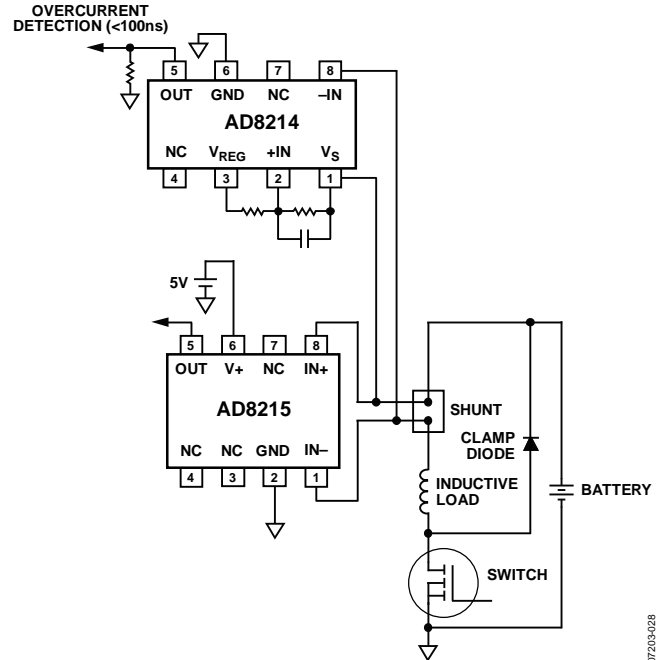 OVERCURRENT
DETECTION (<100ns)
5 6 7 8
OUT GND NC –IN
AD8214
NC VREG +IN VS
4 3 2 1
5V
5 6 7 8
OUT V+ NC IN+
AD8215
NC NC GND IN–
4 3 2 1
SHUNT
CLAMP
DIODE
INDUCTIVE
LOAD
BATTERY
SWITCH
07203-028